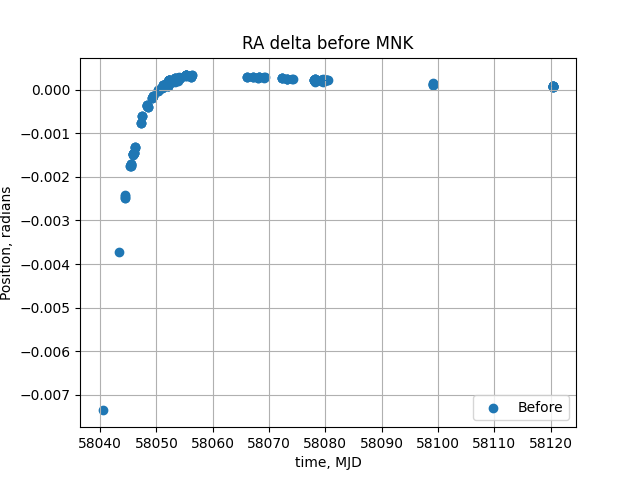 RA delta before MNK
Position, radians
0.000
−0.001
−0.002
−0.003
−0.004
−0.005
−0.006
−0.007
Before
58040 58050 58060 58070 58080 58090 58100 58110 58120
time, MJD